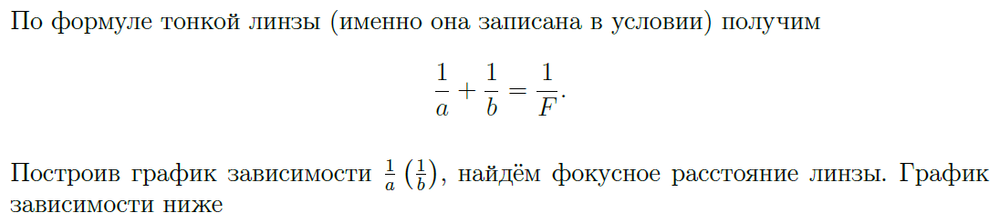 По формуле тонкой линзы (именно она записана в условии) получим
\frac{1}{a} + \frac{1}{b} = \frac{1}{F}.
Построив график зависимости \frac{1}{a} \left( \frac{1}{b} \right), найдём фокусное расстояние линзы. График
зависимости ниже